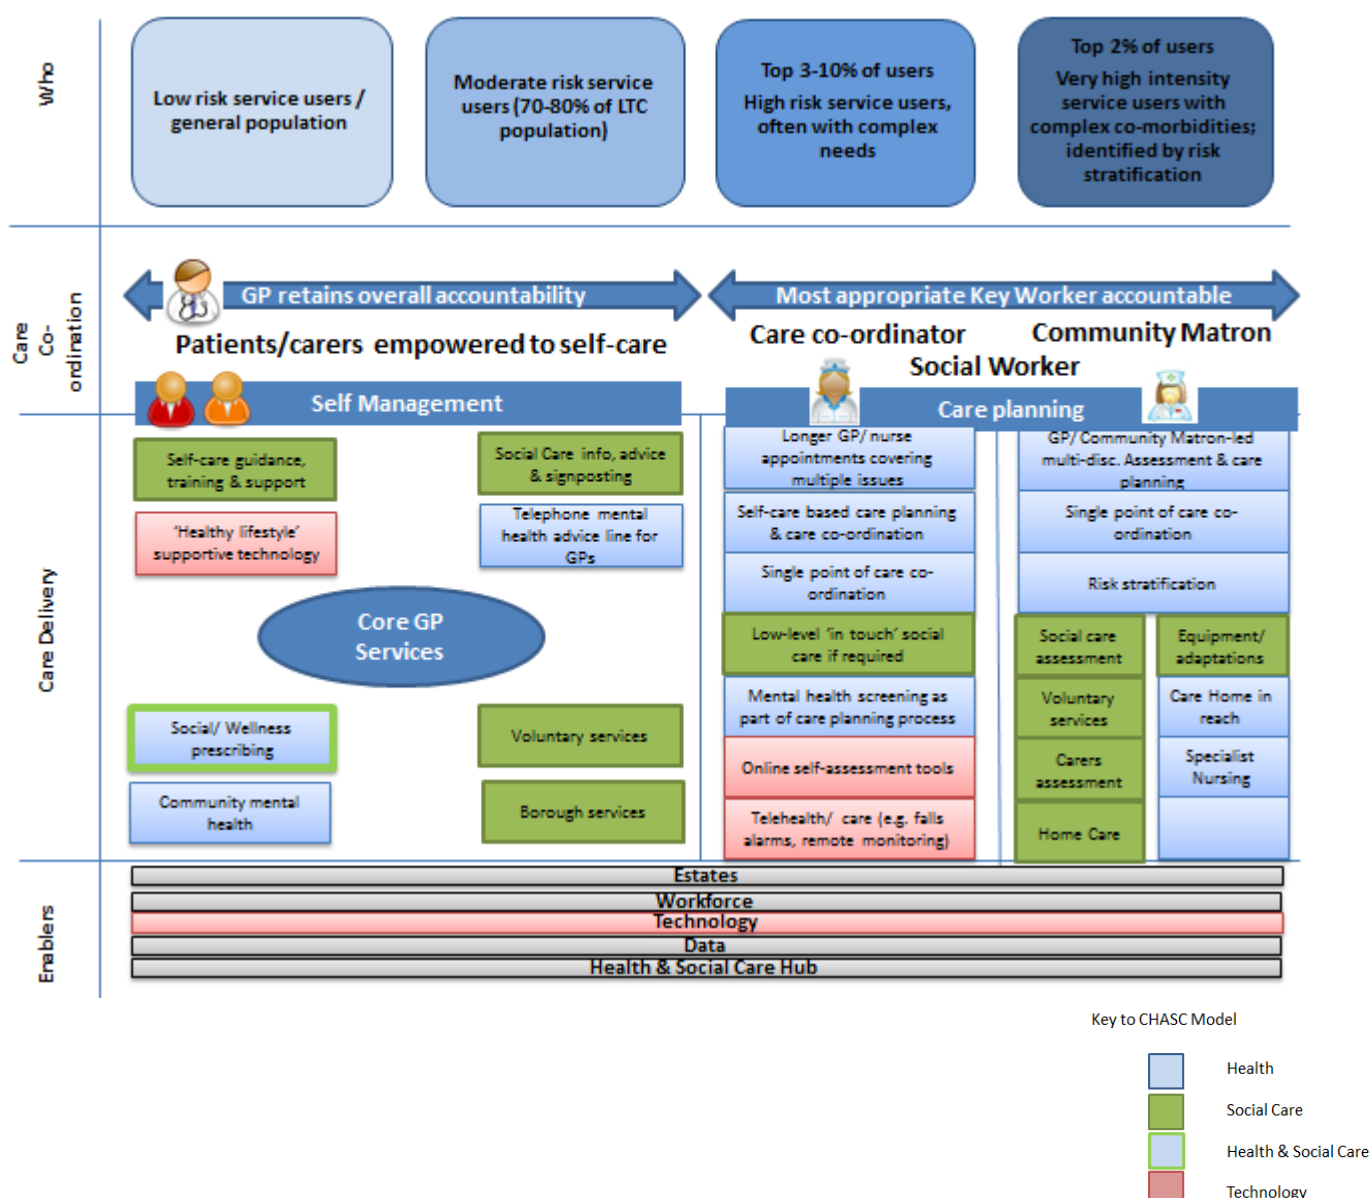 Who
Low risk service users /
general population
Moderate risk service
users (70-80% of LTC
population)
Top 3-10% of users
High risk service users,
often with complex
needs
Top 2% of users
Very high intensity
service users with
complex co-morbidities;
identified by risk
stratification
Care
Co-
ordination
GP retains overall accountability
Most appropriate Key Worker accountable
Patients/carers empowered to self-care
Care co-ordinator
Community Matron
Social Worker
Self Management
Care planning
Care Delivery
Self-care guidance,
training & support
Social Care info, advice
& signposting
'Healthy lifestyle'
supportive technology
Telephone mental
health advice line for
GPs
Core GP
Services
Social/ Wellness
prescribing
Voluntary services
Community mental
health
Borough services
Longer GP/ nurse
appointments covering
multiple issues
Self-care based care planning
& care co-ordination
Single point of care co-
ordination
Low-level 'in touch' social
care if required
Mental health screening as
part of care planning process
Online self-assessment tools
Telehealth/ care (e.g. falls
alarms, remote monitoring)
GP/ Community Matron-led
multi-disc. Assessment & care
planning
Single point of care co-
ordination
Risk stratification
Social care
assessment
Equipment/
adaptations
Voluntary
services
Care Home in
reach
Carers
assessment
Specialist
Nursing
Home Care
Enablers
Estates
Workforce
Technology
Data
Health & Social Care Hub
Key to CHASC Model
Health
Social Care
Health & Social Care
Technology